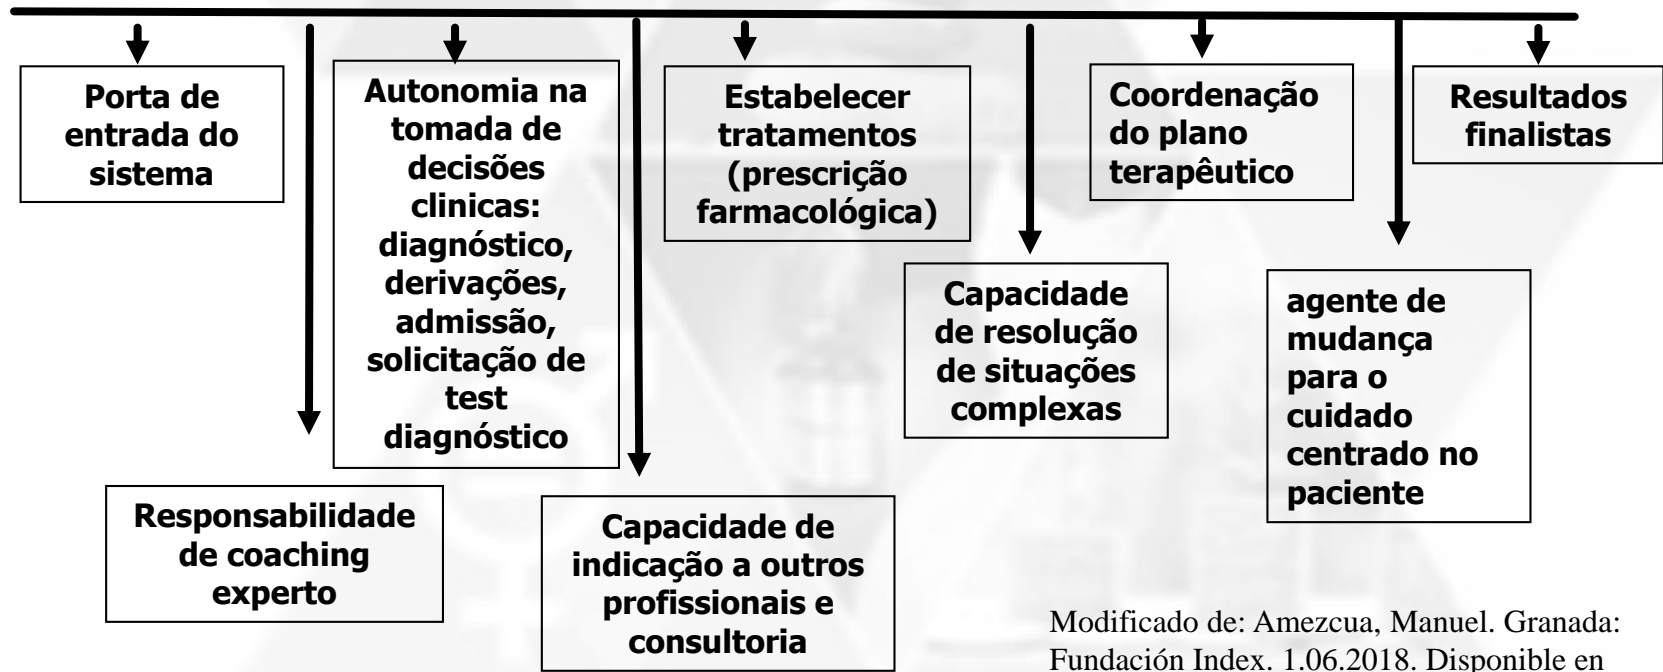 Porta de
entrada do
sistema
Autonomia na
tomada de
decisões
clinicas:
diagnóstico,
derivações,
admissão,
solicitação de
test
diagnóstico
Estabelecer
tratamentos
(prescrição
farmacológica)
Coordenação
do plano
terapêutico
Resultados
finalistas
Capacidade
de resolução
de situações
complexas
agente de
mudança
para o
cuidado
centrado no
paciente
Responsabilidade
de coaching
experto
Capacidade de
indicação a outros
profissionais e
consultoria
Modificado de: Amezcua, Manuel. Granada:
Fundación Index. 1.06.2018. Disponible en